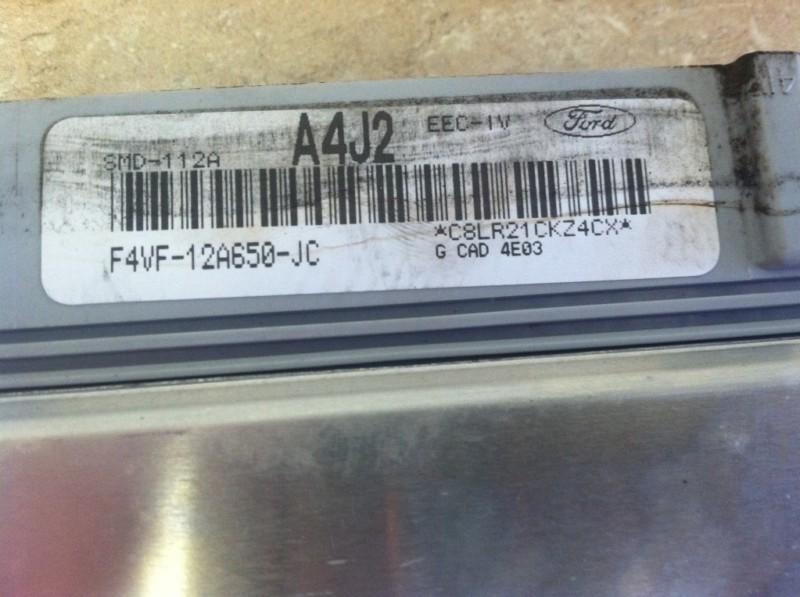 A4J2 EEC-IV Ford
SMD-112A
*C8LR21CKZ4CX*
F4VF-12A650-JC
G CAD 4E03